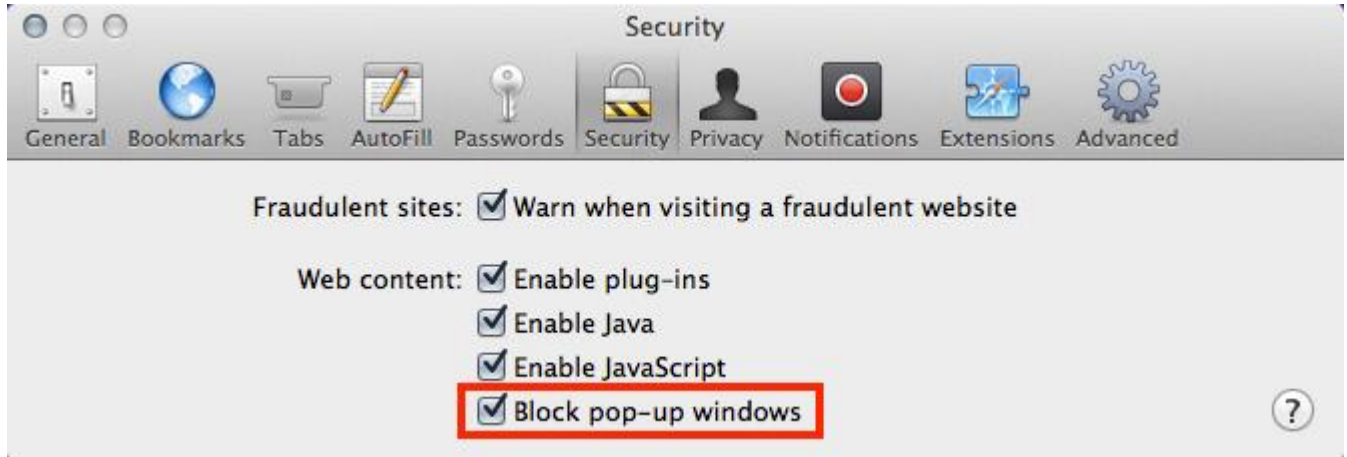 Security
General Bookmarks Tabs AutoFill Passwords Security Privacy Notifications Extensions Advanced
Fraudulent sites: Warn when visiting a fraudulent website
Web content: Enable plug-ins
Enable Java
Enable JavaScript
Block pop-up windows
?